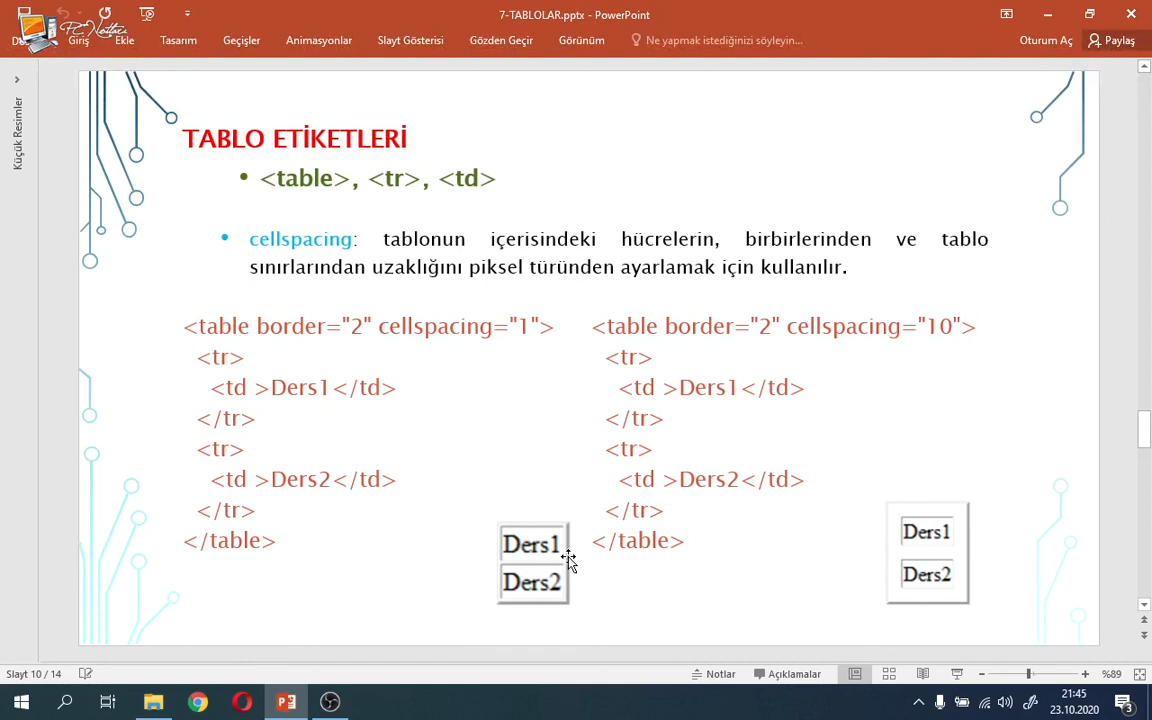 7-TABLOLAR.pptx - PowerPoint
PC Notları
Giriş Ekle Tasarım Geçişler Animasyonlar Slayt Gösterisi Gözden Geçir Görünüm Ne yapmak istediğinizi söyleyin... Oturum Aç Paylaş
Küçük Resimler
TABLO ETİKETLERİ
• <table>, <tr>, <td>
• cellspacing: tablonun içerisindeki hücrelerin, birbirlerinden ve tablo
sınırlarından uzaklığını piksel türünden ayarlamak için kullanılır.
<table border="2" cellspacing="1">
<tr>
<td >Ders1</td>
</tr>
<tr>
<td >Ders2</td>
</tr>
</table>
Ders1
Ders2
<table border="2" cellspacing="10">
<tr>
<td >Ders1</td>
</tr>
<tr>
<td >Ders2</td>
</tr>
</table>
Ders1
Ders2
Slayt 10 / 14 Notlar Açıklamalar %89
21:45
23.10.2020
3